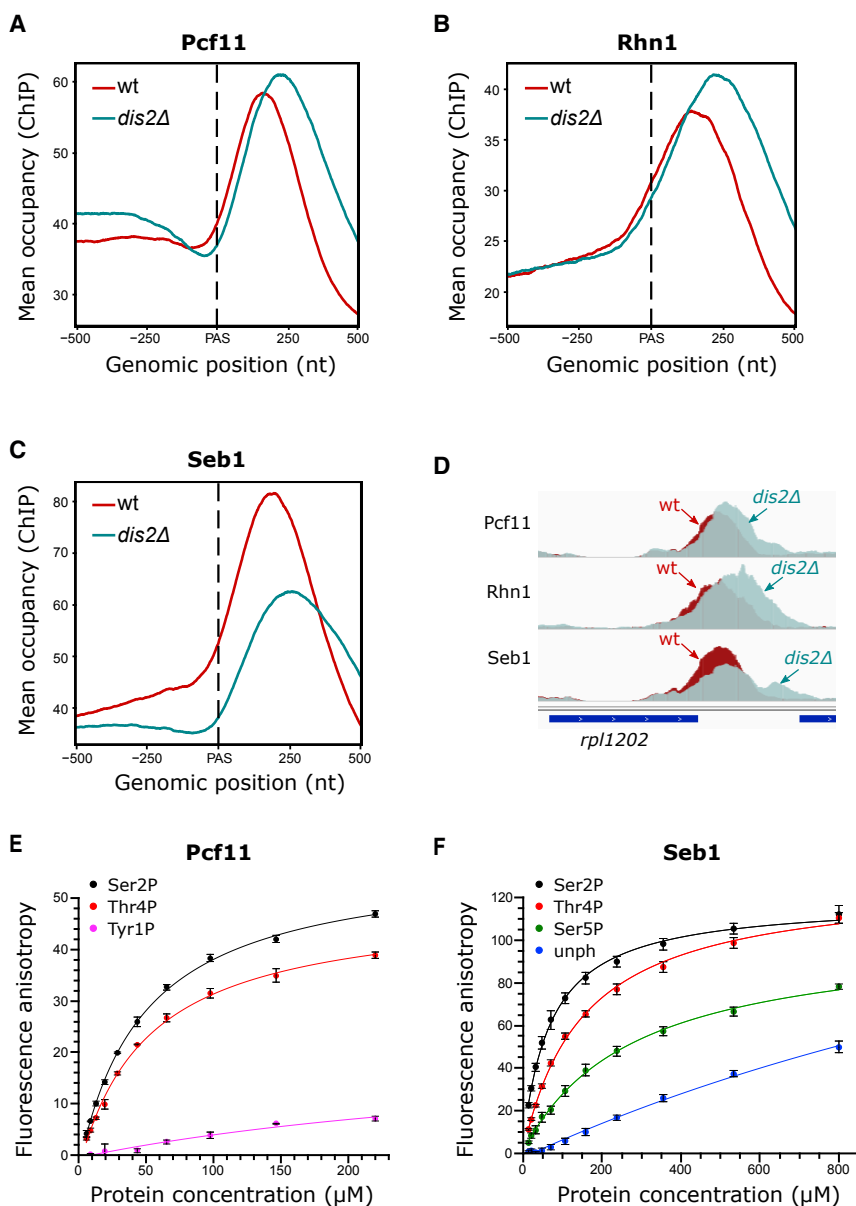 A
Pcf11
Mean occupancy (ChIP)
60
50
40
30
wt
dis2Δ
−500
−250
PAS
250
500
Genomic position (nt)
B
Rhn1
Mean occupancy (ChIP)
40
35
30
25
20
wt
dis2Δ
−500
−250
PAS
250
500
Genomic position (nt)
C
Seb1
Mean occupancy (ChIP)
80
70
60
50
40
wt
dis2Δ
−500
−250
PAS
250
500
Genomic position (nt)
D
Pcf11
wt
dis2Δ
Rhn1
wt
dis2Δ
Seb1
wt
dis2Δ
rpl1202
E
Pcf11
Ser2P
Thr4P
Tyr1P
Fluorescence anisotropy
50
40
30
20
10
0
0
50
100
150
200
Protein concentration (µM)
F
Seb1
Ser2P
Thr4P
Ser5P
unph
Fluorescence anisotropy
120
100
80
60
40
20
0
0
200
400
600
800
Protein concentration (µM)